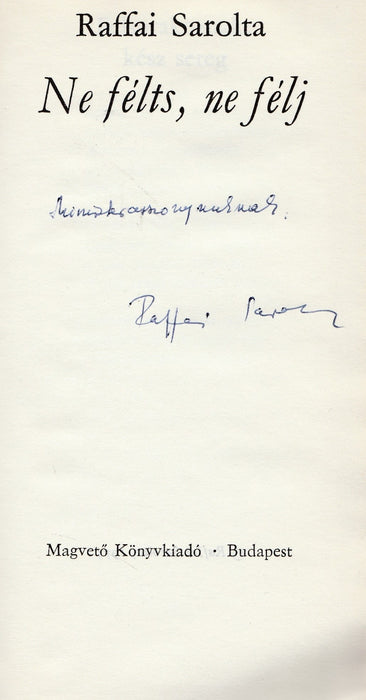 Raffai Sarolta
Ne félts, ne félj
Raffai Sarolta
Magvető Könyvkiadó · Budapest